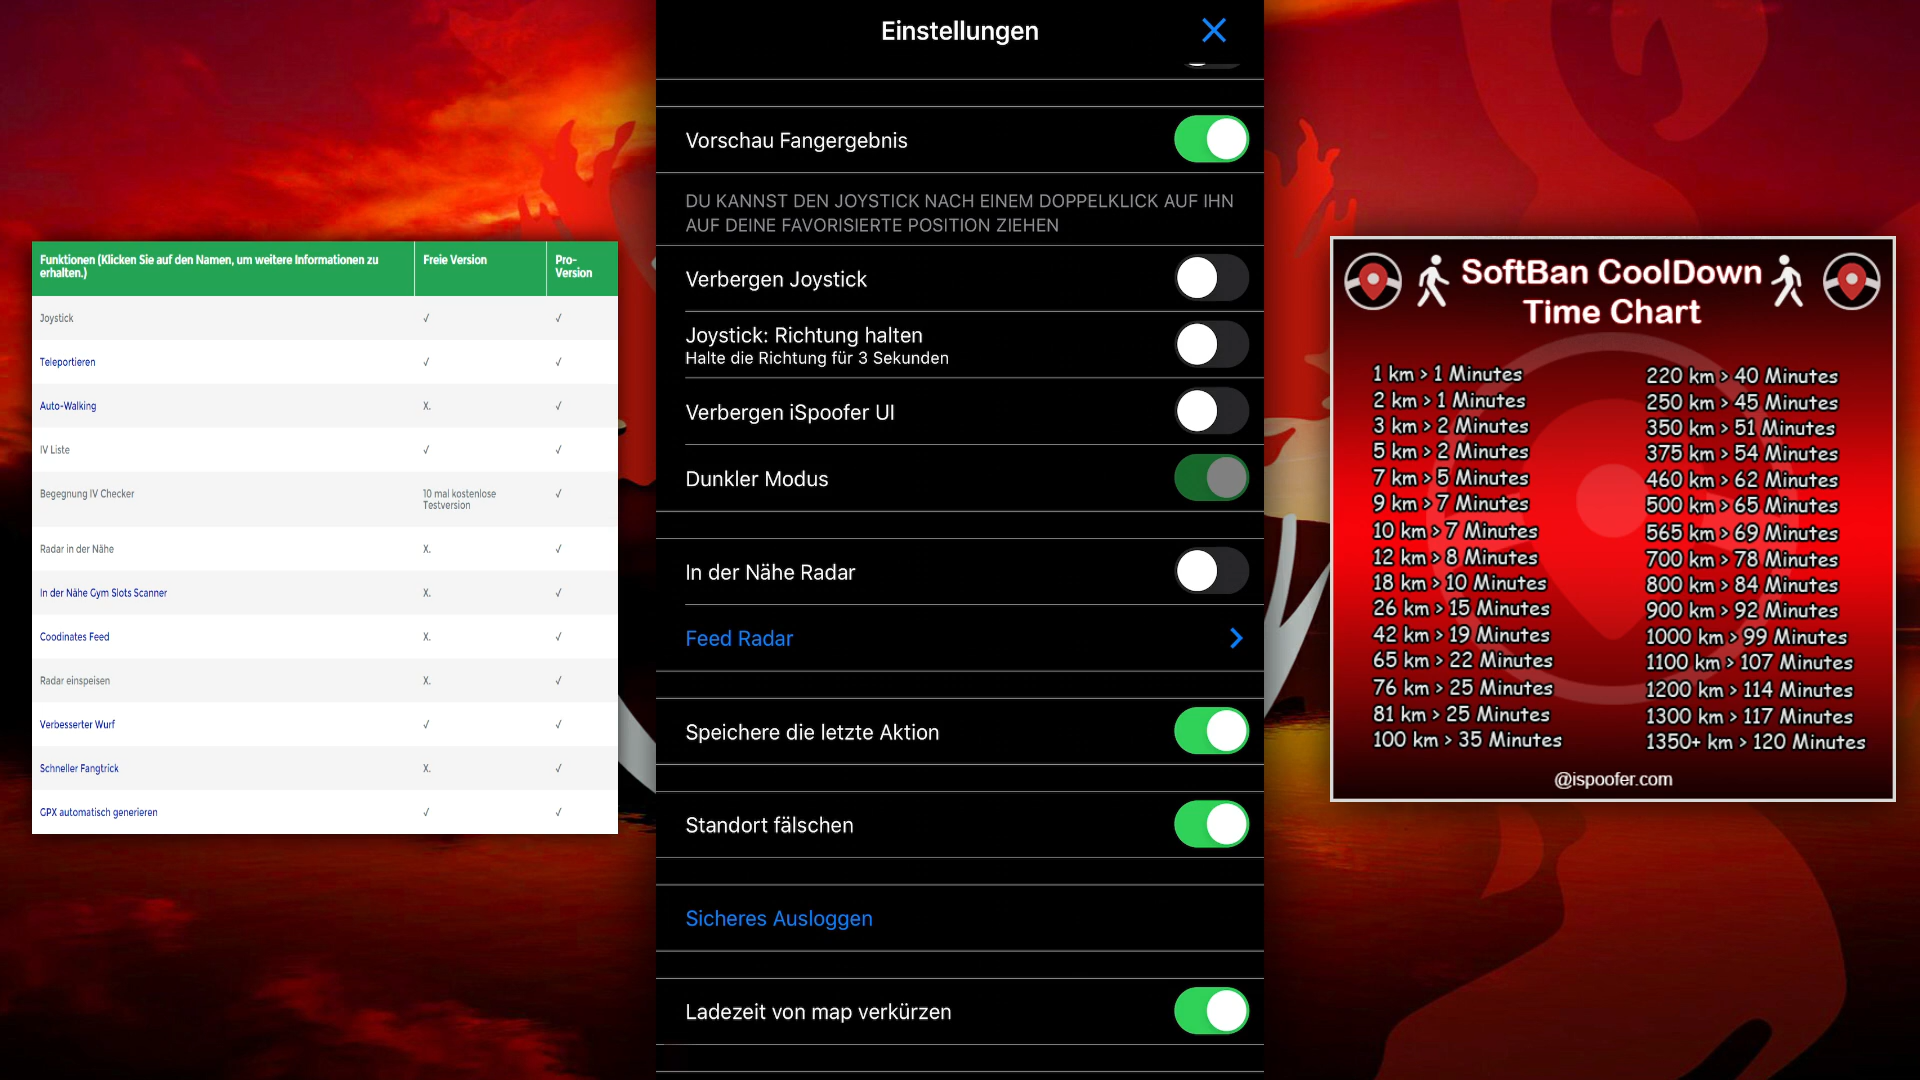 Funktionen (Klicken Sie auf den Namen, um weitere Informationen zu
erhalten.)
Freie Version
Pro-
Version
Joystick
√
√
Teleportieren
√
√
Auto-Walking
X.
√
IV Liste
√
√
Begegnung IV Checker
10 mal kostenlose
Testversion
√
Radar in der Nähe
X.
√
In der Nähe Gym Slots Scanner
X.
√
Coodinates Feed
X.
√
Radar einspeisen
X.
√
Verbesserter Wurf
√
√
Schneller Fangtrick
X.
√
GPX automatisch generieren
√
√
Einstellungen
Vorschau Fangergebnis
DU KANNST DEN JOYSTICK NACH EINEM DOPPELKLICK AUF IHN
AUF DEINE FAVORISIERTE POSITION ZIEHEN
Verbergen Joystick
Joystick: Richtung halten
Halte die Richtung für 3 Sekunden
Verbergen iSpoofer UI
Dunkler Modus
In der Nähe Radar
Feed Radar
Speichere die letzte Aktion
Standort fälschen
Sicheres Ausloggen
Ladezeit von map verkürzen
SoftBan CoolDown
Time Chart
1 km > 1 Minutes
2 km > 1 Minutes
3 km > 2 Minutes
5 km > 2 Minutes
7 km > 5 Minutes
9 km > 7 Minutes
10 km > 7 Minutes
12 km > 8 Minutes
18 km > 10 Minutes
26 km > 15 Minutes
42 km > 19 Minutes
65 km > 22 Minutes
76 km > 25 Minutes
81 km > 25 Minutes
100 km > 35 Minutes
220 km > 40 Minutes
250 km > 45 Minutes
350 km > 51 Minutes
375 km > 54 Minutes
460 km > 62 Minutes
500 km > 65 Minutes
565 km > 69 Minutes
700 km > 78 Minutes
800 km > 84 Minutes
900 km > 92 Minutes
1000 km > 99 Minutes
1100 km > 107 Minutes
1200 km > 114 Minutes
1300 km > 117 Minutes
1350+ km > 120 Minutes
@ispoofer.com